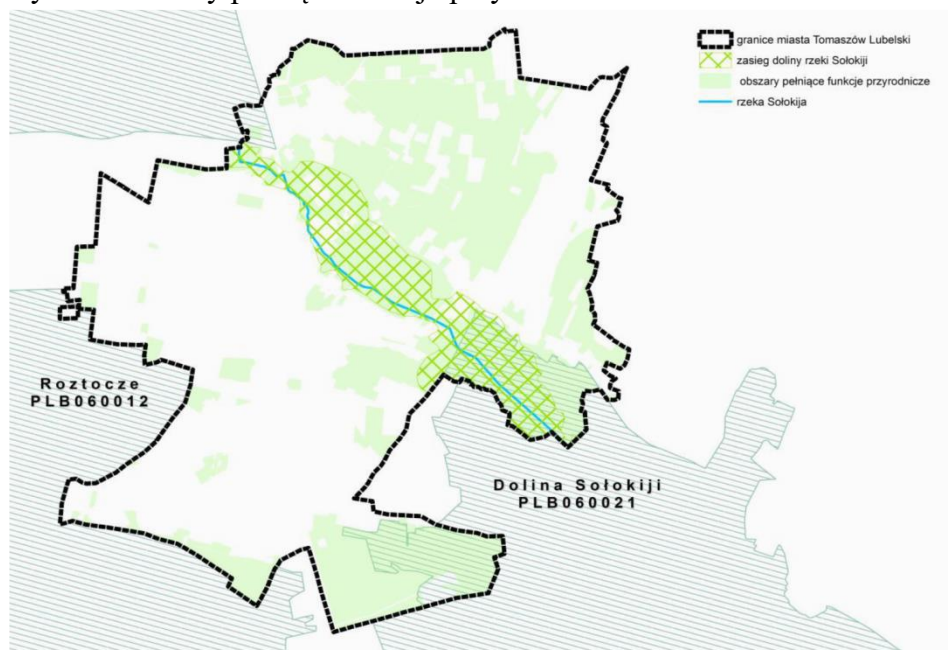 granice miasta Tomaszów Lubelski
zasięg doliny rzeki Sołokiji
obszary pełniące funkcje przyrodnicze
rzeka Sołokija
Roztocze
PLB060012
Dolina Sołokiji
PLB060021